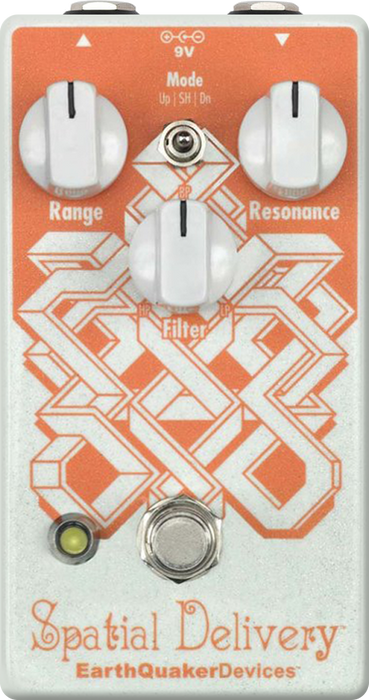 9V
Mode
Up | SH | Dn
Range
Resonance
BP
HP
LP
Filter
Spatial Delivery™
EarthQuakerDevices™